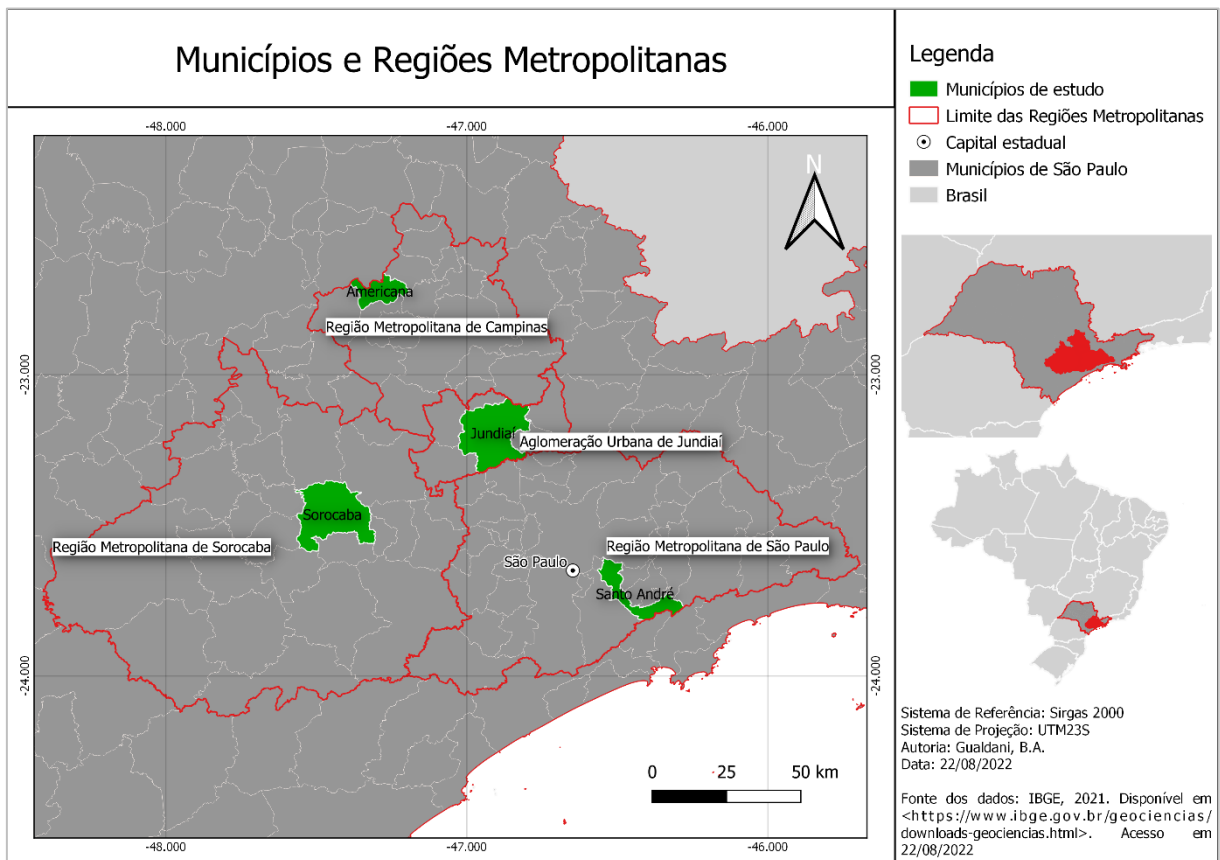 Municípios e Regiões Metropolitanas
-48.000
-47.000
-46.000
N
Americana
Região Metropolitana de Campinas
-23.000
-23.000
Jundiaí
Aglomeração Urbana de Jundiaí
Sorocaba
Região Metropolitana de Sorocaba
Região Metropolitana de São Paulo
São Paulo
Santo André
-24.000
-24.000
0 25 50 km
-48.000
-47.000
-46.000
Legenda
Municípios de estudo
Limite das Regiões Metropolitanas
Capital estadual
Municípios de São Paulo
Brasil
Sistema de Referência: Sirgas 2000
Sistema de Projeção: UTM23S
Autoria: Gualdani, B.A.
Data: 22/08/2022
Fonte dos dados: IBGE, 2021. Disponível em
<https://www.ibge.gov.br/geociencias/
downloads-geociencias.html>. Acesso em
22/08/2022